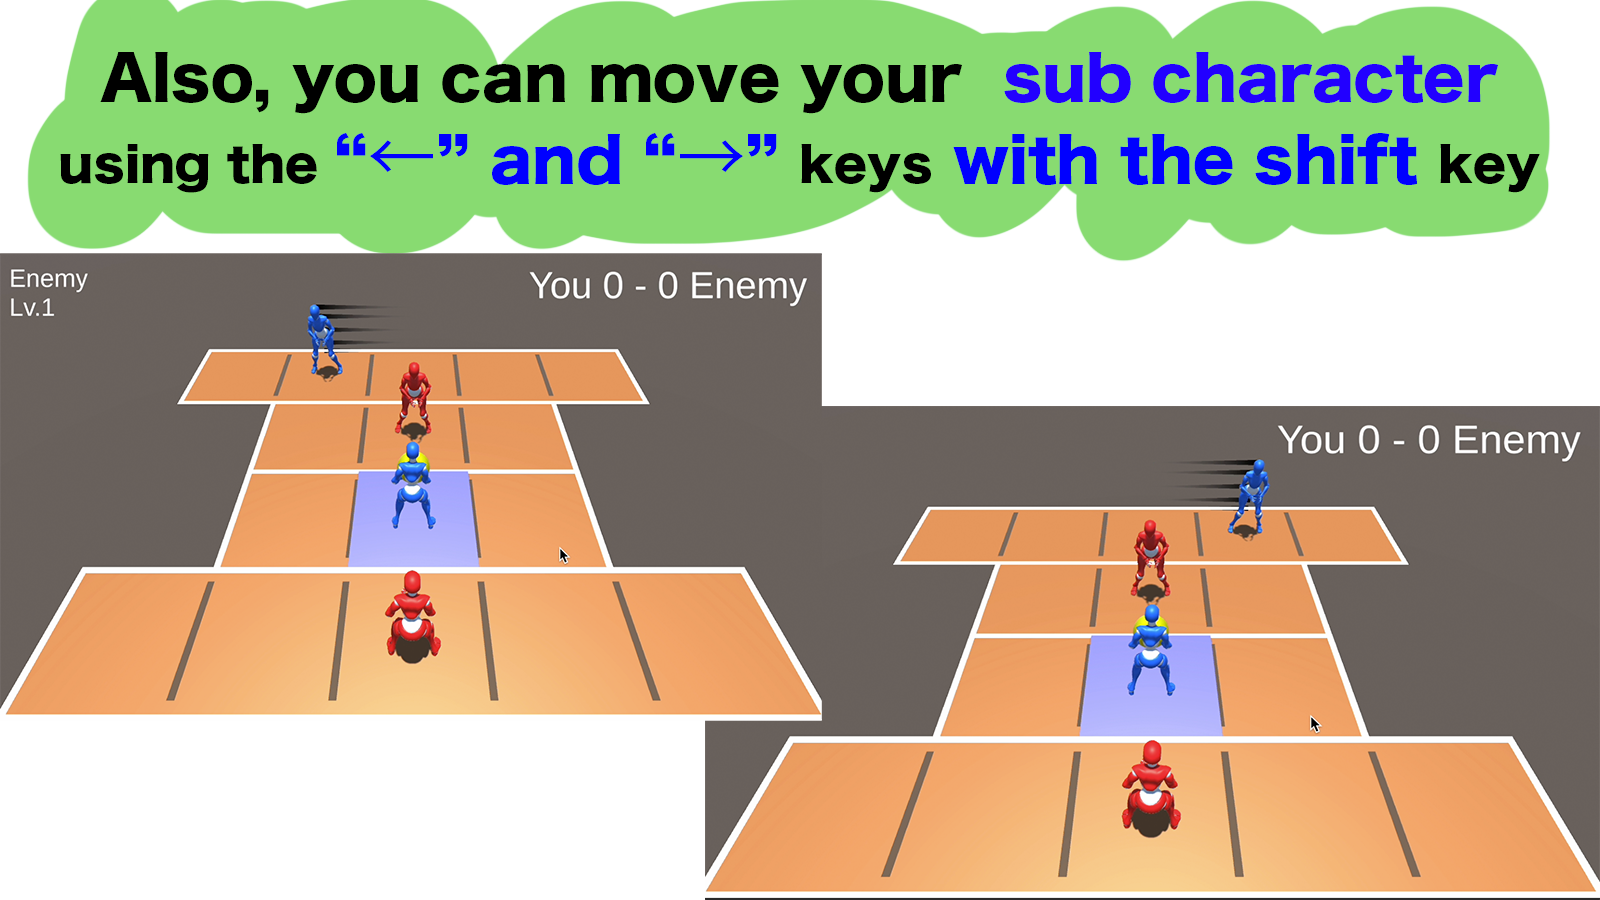 Also, you can move your sub character
using the “←” and “→” keys with the shift key
Enemy
Lv.1
You 0 - 0 Enemy
You 0 - 0 Enemy